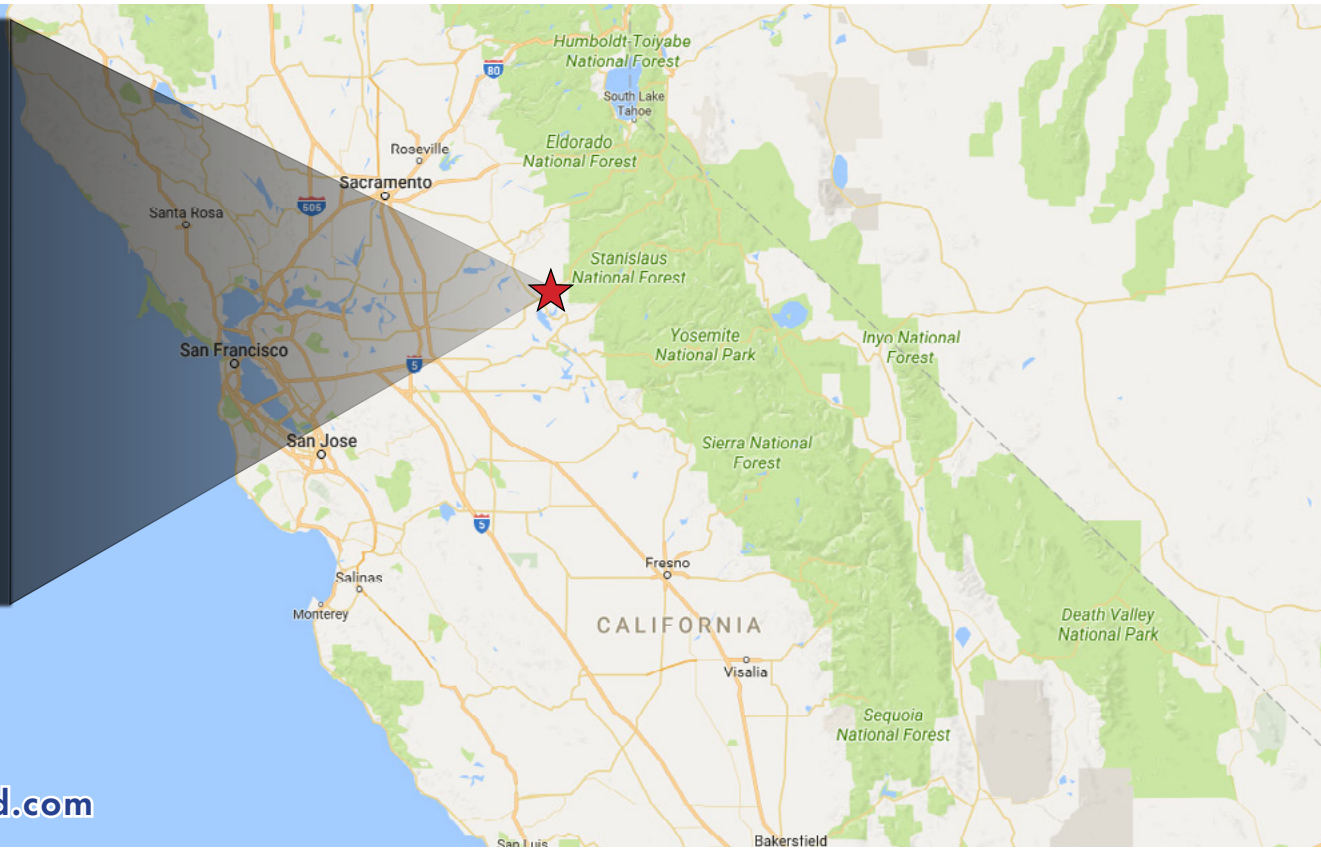 Humboldt-Toiyabe
National Forest
80
South Lake
Tahoe
Eldorado
National Forest
Roseville
Sacramento
505
Santa Rosa
Stanislaus
National Forest
San Francisco
5
Yosemite
National Park
Inyo National
Forest
San Jose
Sierra National
Forest
5
Fresno
Salinas
Monterey
CALIFORNIA
Death Valley
National Park
Visalia
Sequoia
National Forest
d.com
San Luis
Bakersfield